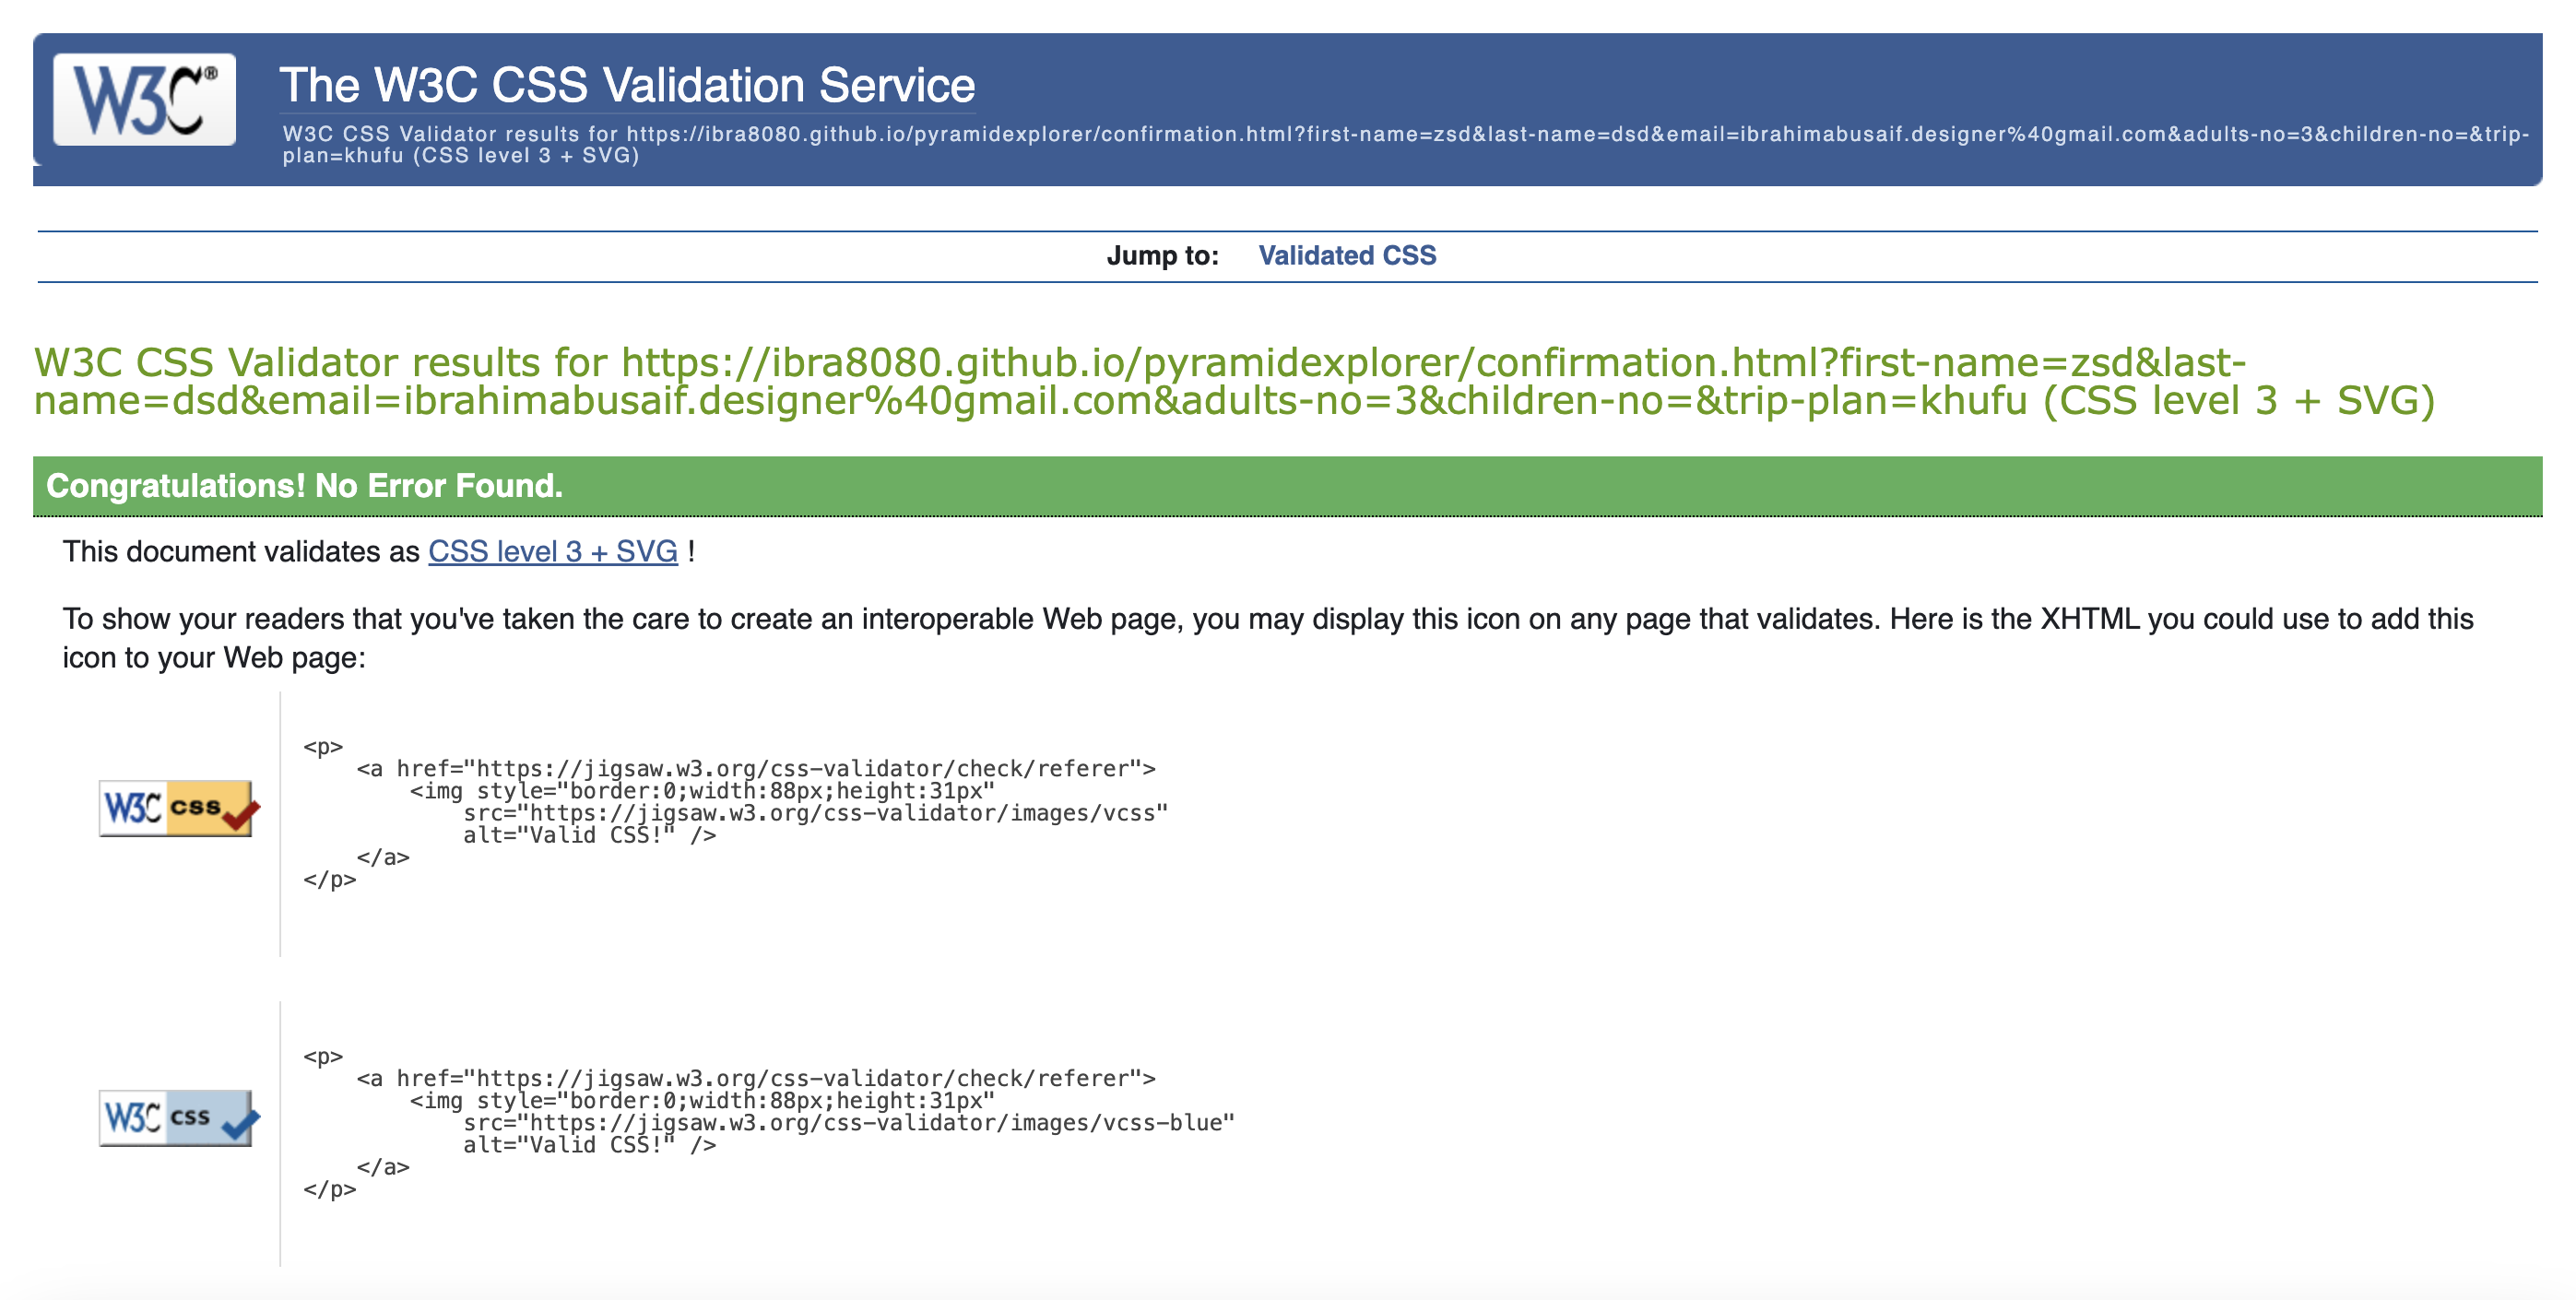 W3C®
The W3C CSS Validation Service
W3C CSS Validator results for https://ibra8080.github.io/pyramidexplorer/confirmation.html?first-name=zsd&last-name=dsd&email=ibrahimabusaif.designer%40gmail.com&adults-no=3&children-no=&trip-
plan=khufu (CSS level 3 + SVG)
Jump to: Validated CSS
W3C CSS Validator results for https://ibra8080.github.io/pyramidexplorer/confirmation.html?first-name=zsd&last-
name=dsd&email=ibrahimabusaif.designer%40gmail.com&adults-no=3&children-no=&trip-plan=khufu (CSS level 3 + SVG)
Congratulations! No Error Found.
This document validates as CSS level 3 + SVG !
To show your readers that you've taken the care to create an interoperable Web page, you may display this icon on any page that validates. Here is the XHTML you could use to add this
icon to your Web page:
W3C css
<p>
<a href="https://jigsaw.w3.org/css-validator/check/referer">
<img style="border:0;width:88px;height:31px"
src="https://jigsaw.w3.org/css-validator/images/vcss"
alt="Valid CSS!" />
</a>
</p>
W3C css
<p>
<a href="https://jigsaw.w3.org/css-validator/check/referer">
<img style="border:0;width:88px;height:31px"
src="https://jigsaw.w3.org/css-validator/images/vcss-blue"
alt="Valid CSS!" />
</a>
</p>